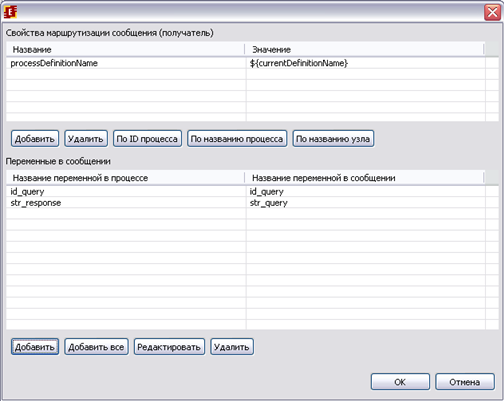 Свойства маршрутизации сообщения (получатель)
Название Значение
processDefinitionName ${currentDefinitionName}
Добавить Удалить По ID процесса По названию процесса По названию узла
Переменные в сообщении
Название переменной в процессе Название переменной в сообщении
id_query id_query
str_response str_query
Добавить Добавить все Редактировать Удалить
OK Отмена